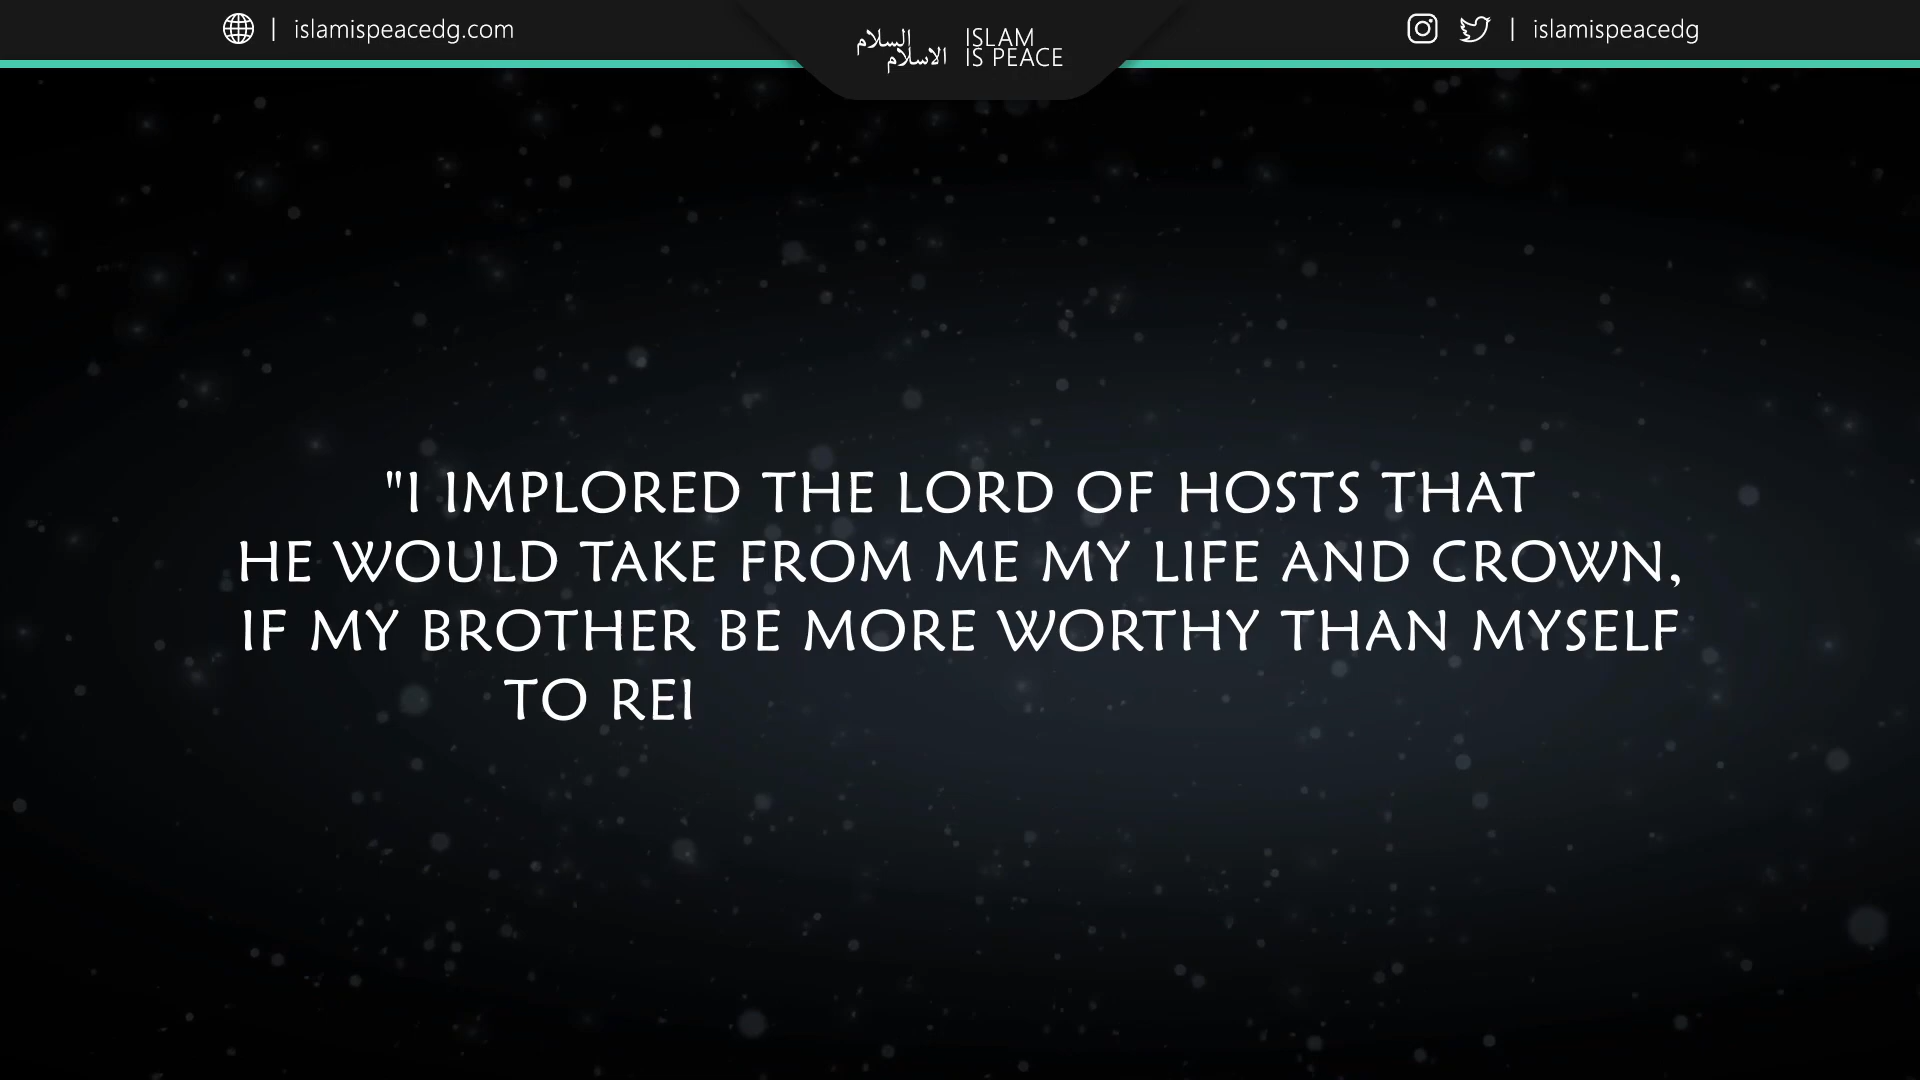 islamispeacedg.com
السلام
الاسلام
ISLAM
IS PEACE
islamispeacedg
"I IMPLORED THE LORD OF HOSTS THAT
HE WOULD TAKE FROM ME MY LIFE AND CROWN,
IF MY BROTHER BE MORE WORTHY THAN MYSELF
TO REI